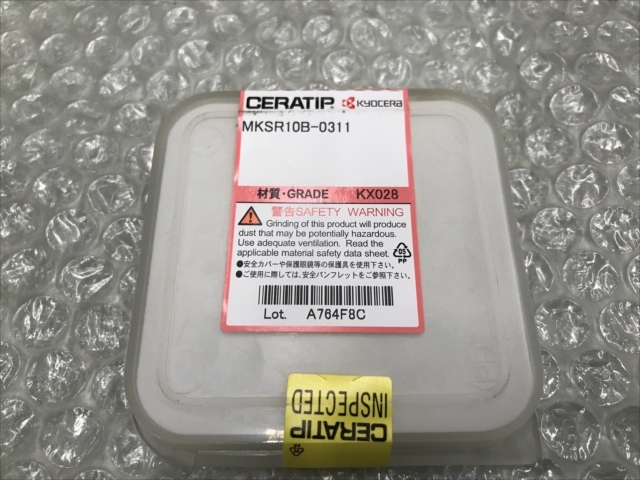 CERATIP KYOCERA
MKSR10B-0311
材質・GRADE KX028
警告SAFETY WARNING
Grinding of this product will produce
dust that may be potentially hazardous.
Use adequate ventilation. Read the
applicable material safety data sheet.
05
PP
●安全カバーや保護眼鏡等の保護具を使用下さい。
●ご使用に際しては、安全パンフレットをご参照下さい。
Lot. A764F8C
CERATIP
INSPECTED